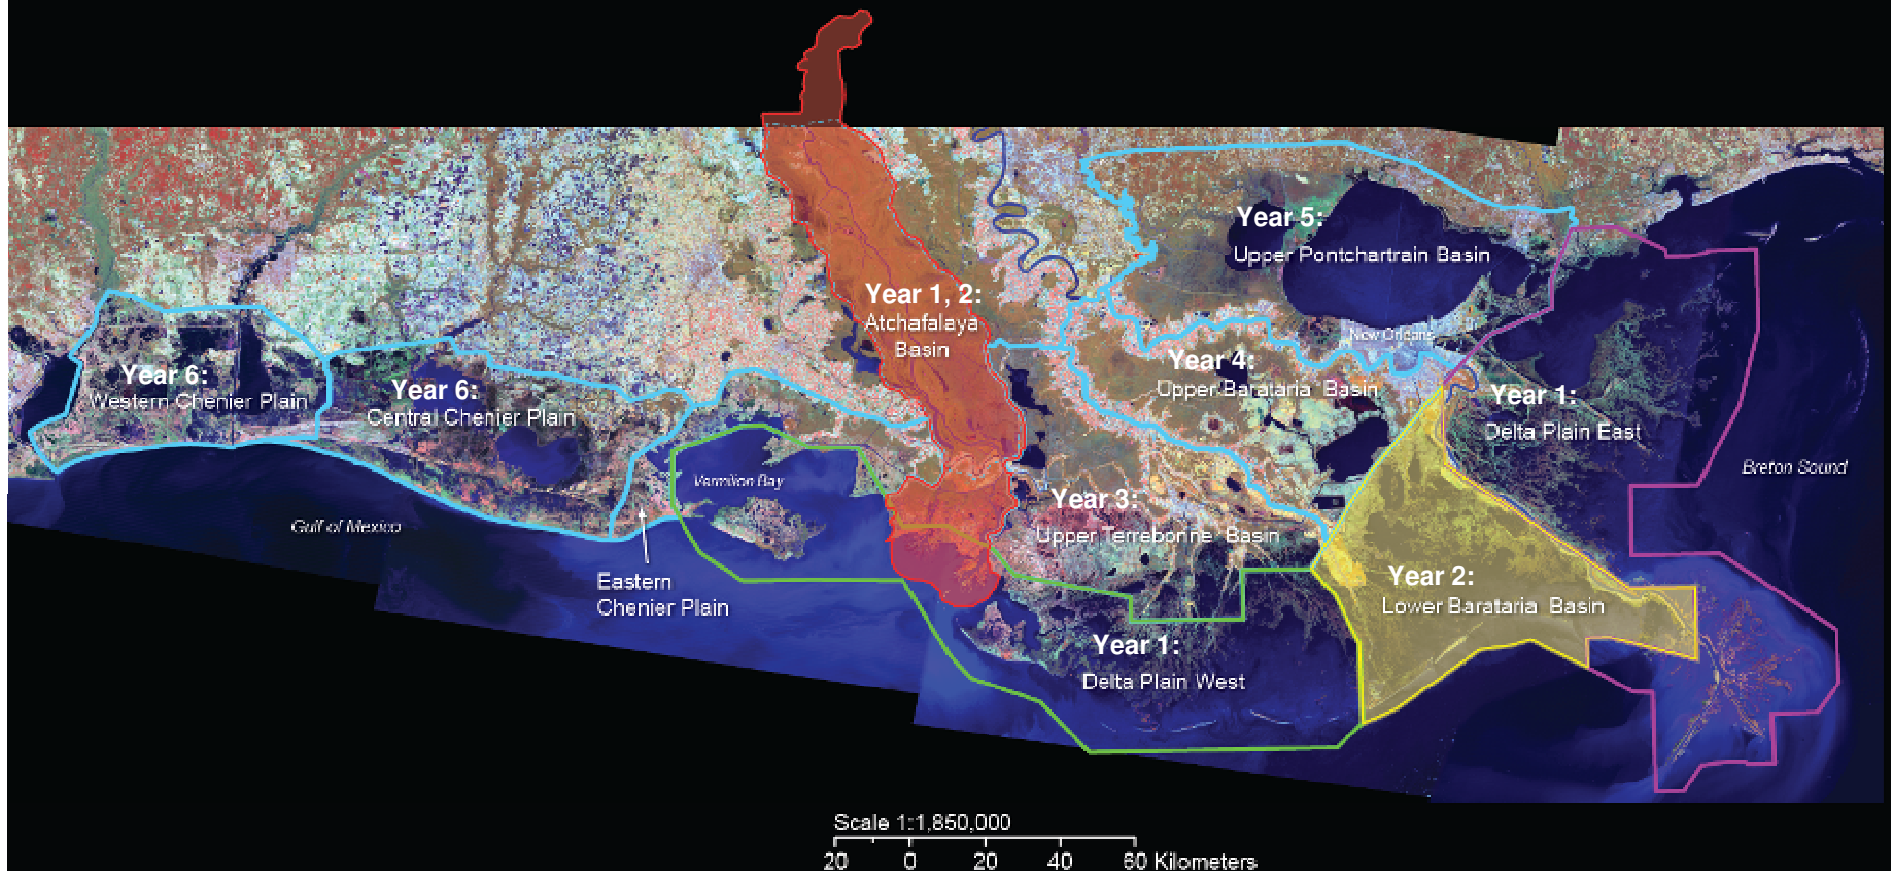 Year 5:
Upper Pontchartrain Basin
Year 1, 2:
Atchafalaya
Basin
New Orleans
Year 4:
Upper Barataria Basin
Year 6:
Western Chenier Plain
Year 6:
Central Chenier Plain
Year 1:
Delta Plain East
Breton Sound
Vermilion Bay
Year 3:
Upper Terrebonne Basin
Gulf of Mexico
Eastern
Chenier Plain
Year 2:
Lower Barataria Basin
Year 1:
Delta Plain West
Scale 1:1,850,000
20 0 20 40 60 Kilometers